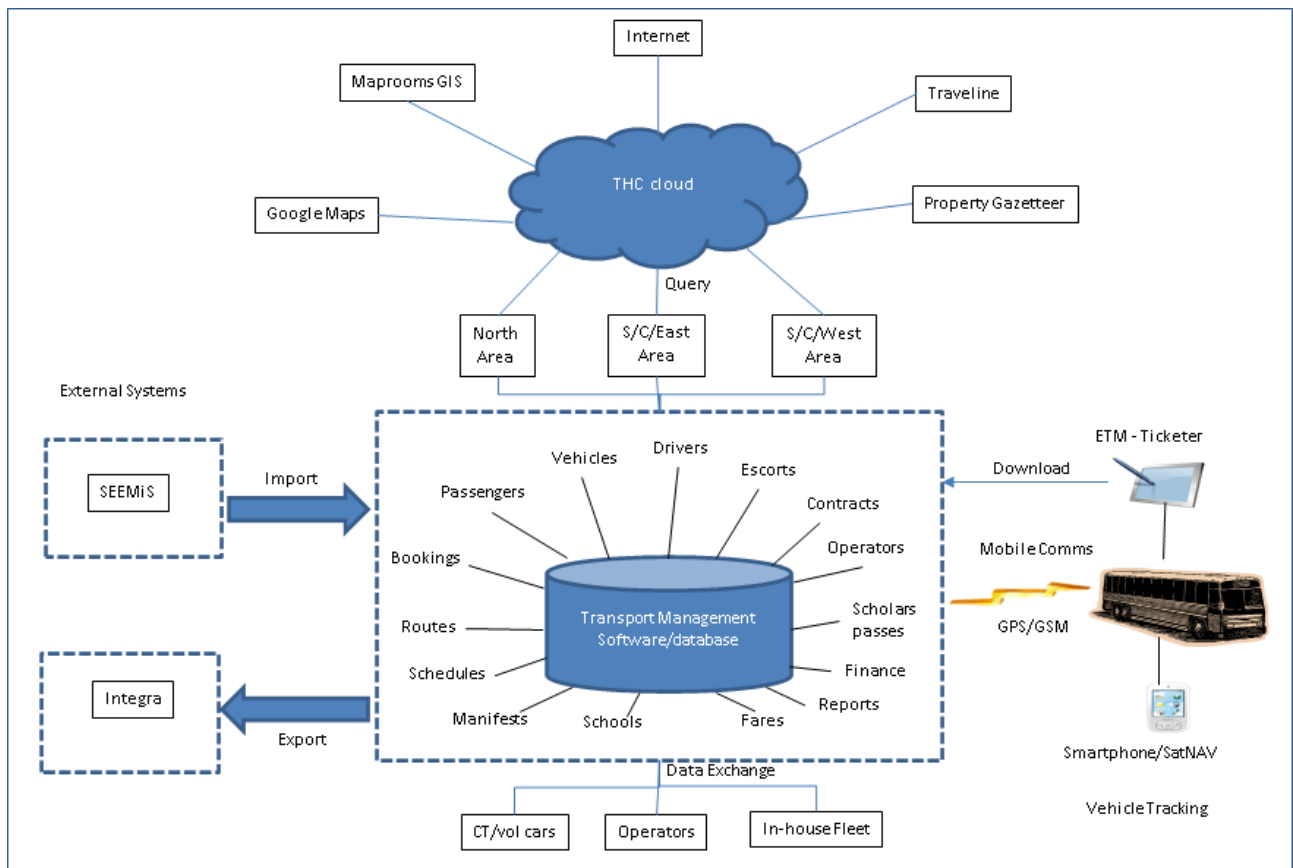 Internet
Maprooms GIS
Traveline
THC cloud
Google Maps
Property Gazetteer
Query
North
Area
S/C/East
Area
S/C/West
Area
External Systems
SEEMiS
Import
Integra
Export
Drivers
Vehicles
Escorts
Passengers
Contracts
Bookings
Operators
Routes
Scholars
passes
Schedules
Finance
Manifests
Reports
Schools
Fares
Transport Management
Software/database
ETM - Ticketer
Download
Mobile Comms
GPS/GSM
Smartphone/SatNAV
Vehicle Tracking
Data Exchange
CT/vol cars
Operators
In-house Fleet